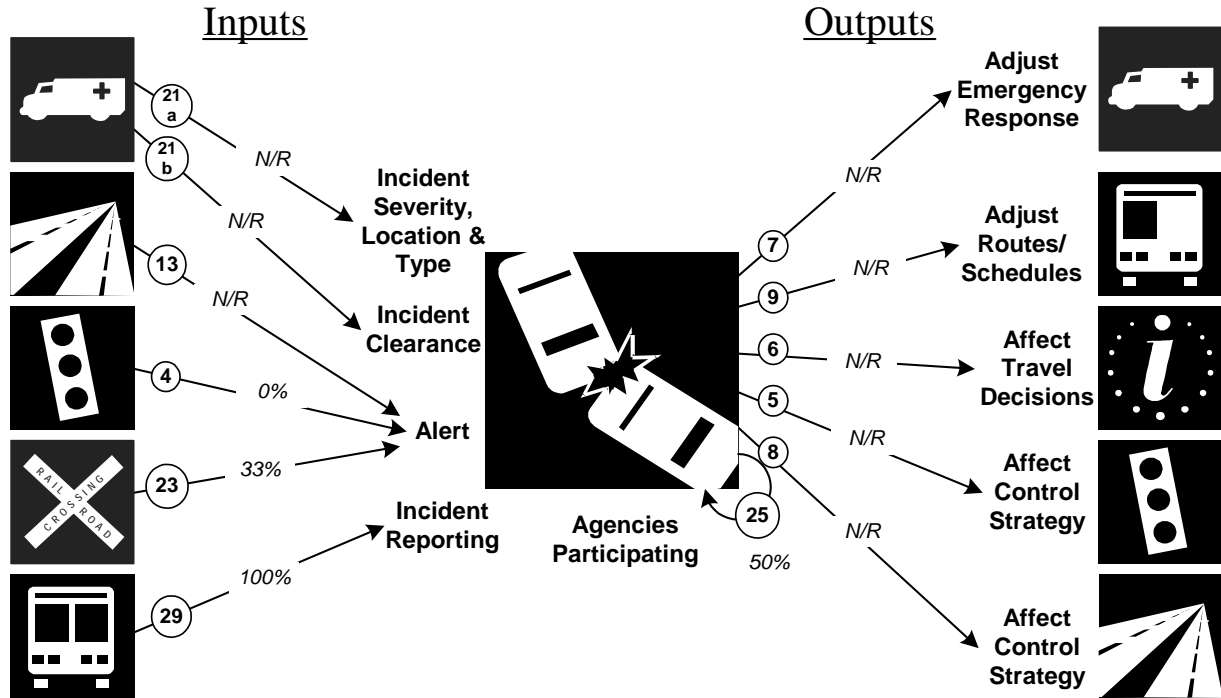 Inputs
Outputs
21
a
21
b
13
4
23
29
N/R
N/R
N/R
0%
33%
100%
Incident
Severity,
Location &
Type
Incident
Clearance
Alert
Incident
Reporting
RAIL
ROAD
CROSSING
Agencies
Participating
25
50%
7
9
6
5
8
N/R
N/R
N/R
N/R
N/R
Adjust
Emergency
Response
Adjust
Routes/
Schedules
i
Affect
Travel
Decisions
Affect
Control
Strategy
Affect
Control
Strategy